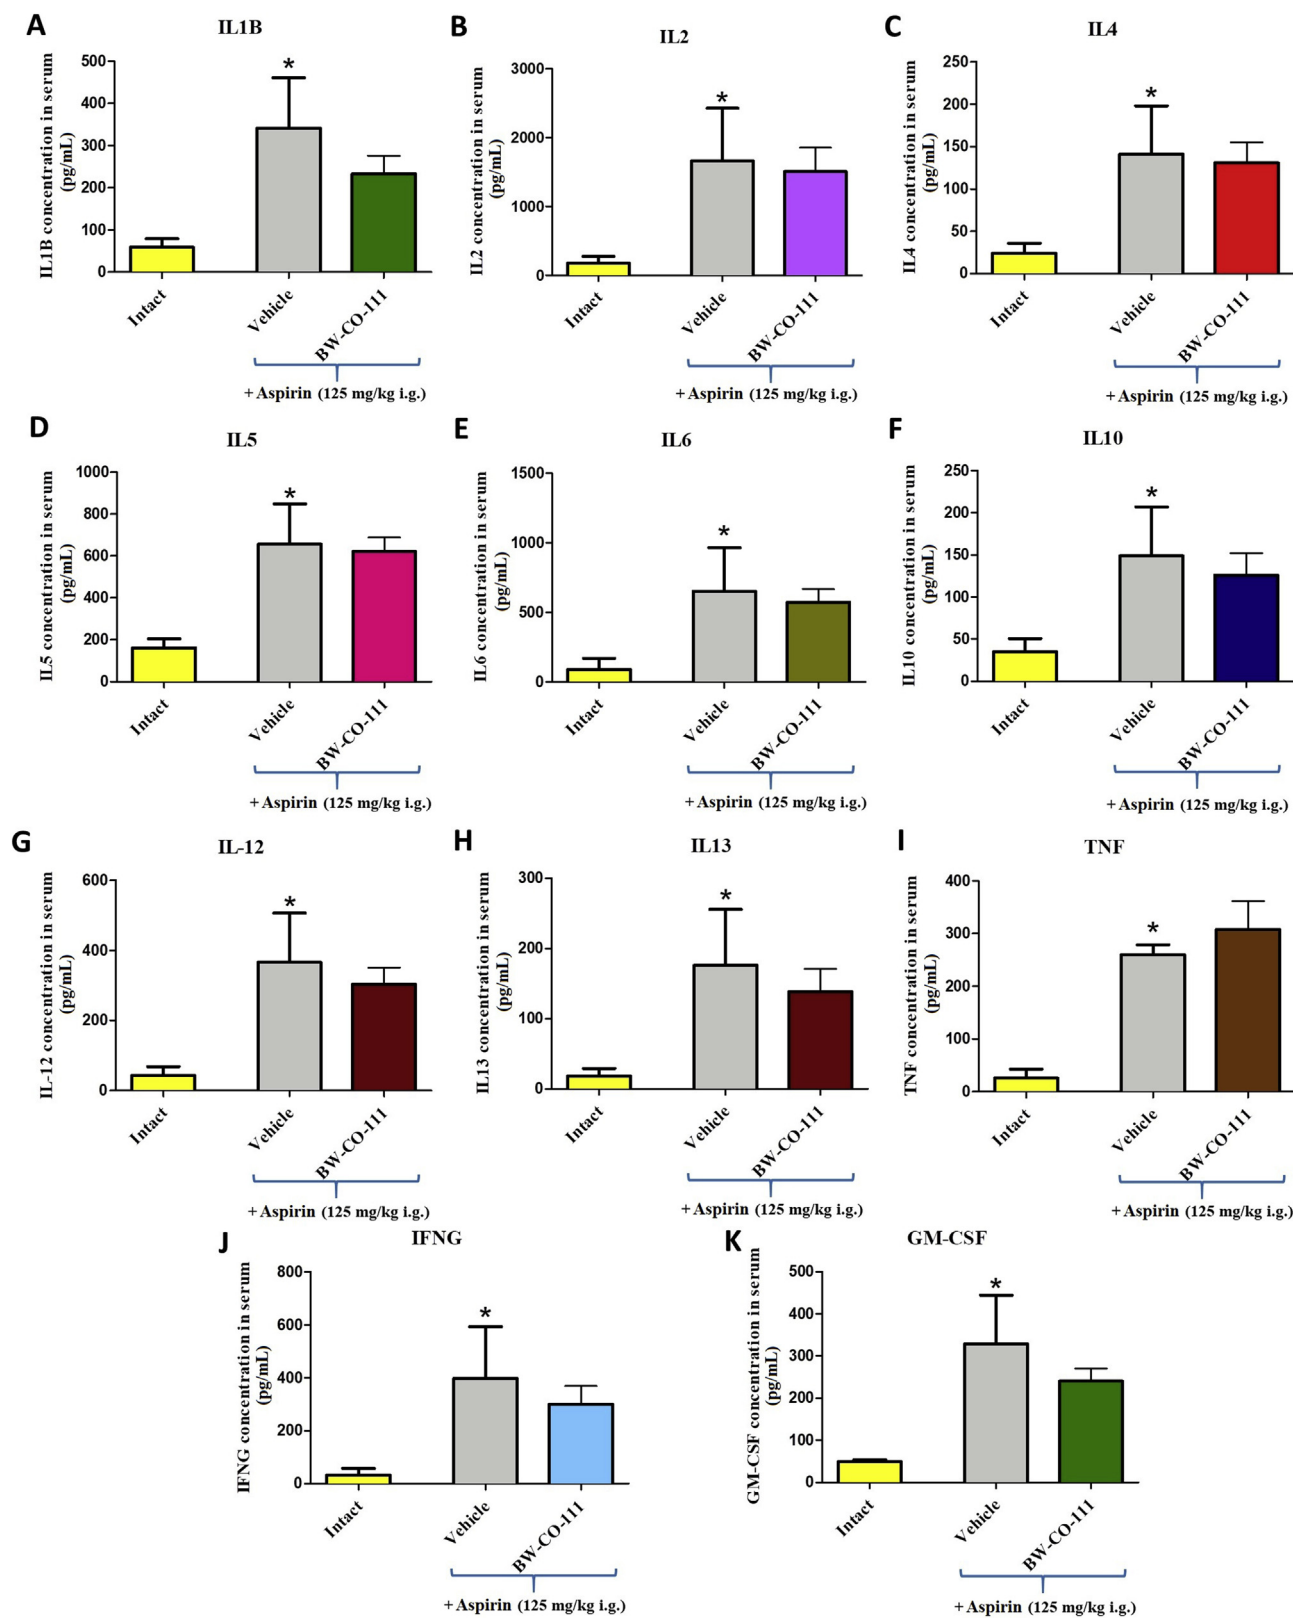 A
IL1B
IL1B concentration in serum
(pg/mL)
500
400
300
200
100
0
*
Intact
Vehicle
BW-CO-111
+ Aspirin (125 mg/kg i.g.)
B
IL2
IL2 concentration in serum
(pg/mL)
3000
2000
1000
0
*
Intact
Vehicle
BW-CO-111
+ Aspirin (125 mg/kg i.g.)
C
IL4
IL4 concentration in serum
(pg/mL)
250
200
150
100
50
0
*
Intact
Vehicle
BW-CO-111
+ Aspirin (125 mg/kg i.g.)
D
IL5
IL5 concentration in serum
(pg/mL)
1000
800
600
400
200
0
*
Intact
Vehicle
BW-CO-111
+ Aspirin (125 mg/kg i.g.)
E
IL6
IL6 concentration in serum
(pg/mL)
1500
1000
500
0
*
Intact
Vehicle
BW-CO-111
+ Aspirin (125 mg/kg i.g.)
F
IL10
IL10 concentration in serum
(pg/mL)
250
200
150
100
50
0
*
Intact
Vehicle
BW-CO-111
+ Aspirin (125 mg/kg i.g.)
G
IL-12
IL-12 concentration in serum
(pg/mL)
600
400
200
0
*
Intact
Vehicle
BW-CO-111
+ Aspirin (125 mg/kg i.g.)
H
IL13
IL13 concentration in serum
(pg/mL)
300
200
100
0
*
Intact
Vehicle
BW-CO-111
+ Aspirin (125 mg/kg i.g.)
I
TNF
TNF concentration in serum
(pg/mL)
400
300
200
100
0
*
Intact
Vehicle
BW-CO-111
+ Aspirin (125 mg/kg i.g.)
J
IFNG
IFNG concentration in serum
(pg/mL)
800
600
400
200
0
*
Intact
Vehicle
BW-CO-111
+ Aspirin (125 mg/kg i.g.)
K
GM-CSF
GM-CSF concentration in serum
(pg/mL)
500
400
300
200
100
0
*
Intact
Vehicle
BW-CO-111
+ Aspirin (125 mg/kg i.g.)